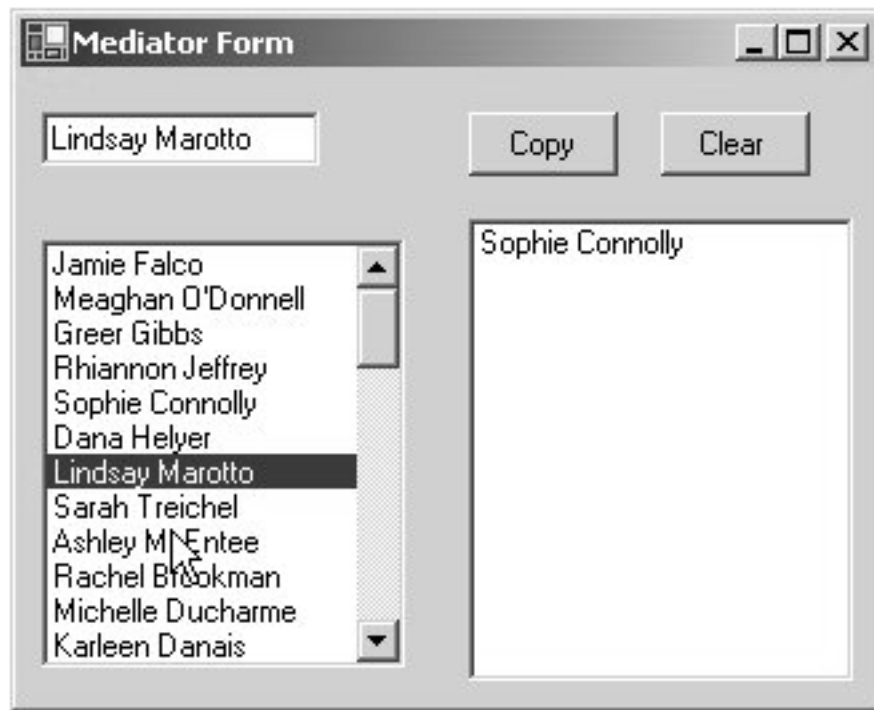 Mediator Form
Lindsay Marotto
Copy
Clear
Jamie Falco
Meaghan O'Donnell
Greer Gibbs
Rhiannon Jeffrey
Sophie Connolly
Dana Helyer
Lindsay Marotto
Sarah Treichel
Ashley
Rachel
Michelle Ducharme
Karleen Danais
Sophie Connolly